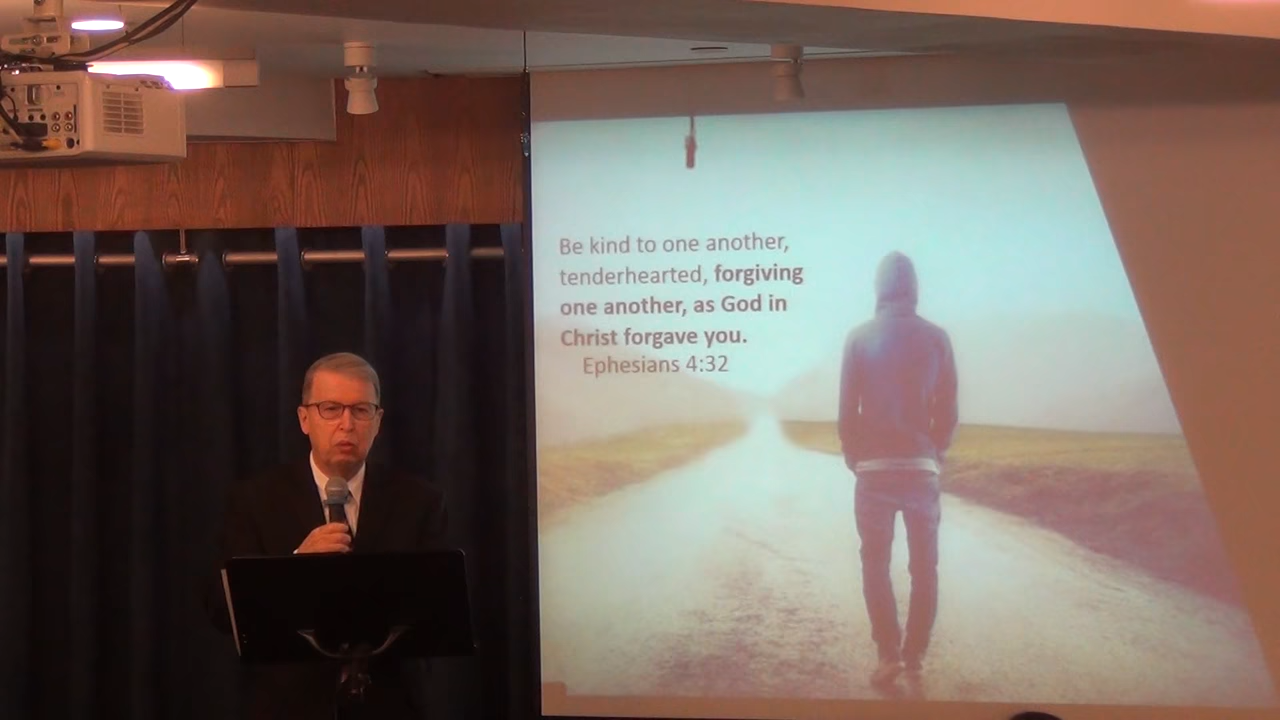 Be kind to one another,
tenderhearted, forgiving
one another, as God in
Christ forgave you.
Ephesians 4:32